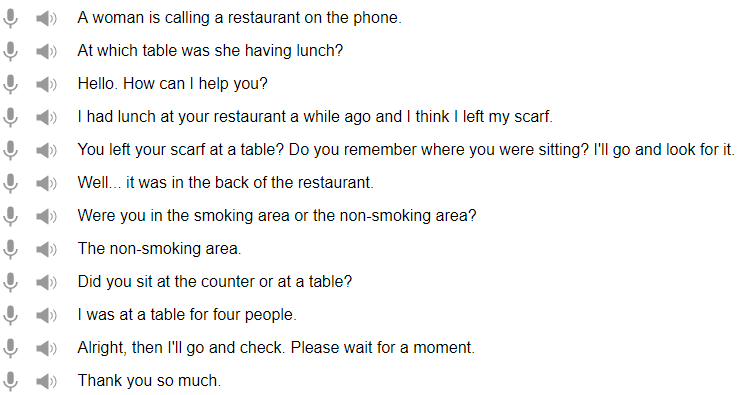 A woman is calling a restaurant on the phone.
At which table was she having lunch?
Hello. How can I help you?
I had lunch at your restaurant a while ago and I think I left my scarf.
You left your scarf at a table? Do you remember where you were sitting? I'll go and look for it.
Well... it was in the back of the restaurant.
Were you in the smoking area or the non-smoking area?
The non-smoking area.
Did you sit at the counter or at a table?
I was at a table for four people.
Alright, then I'll go and check. Please wait for a moment.
Thank you so much.